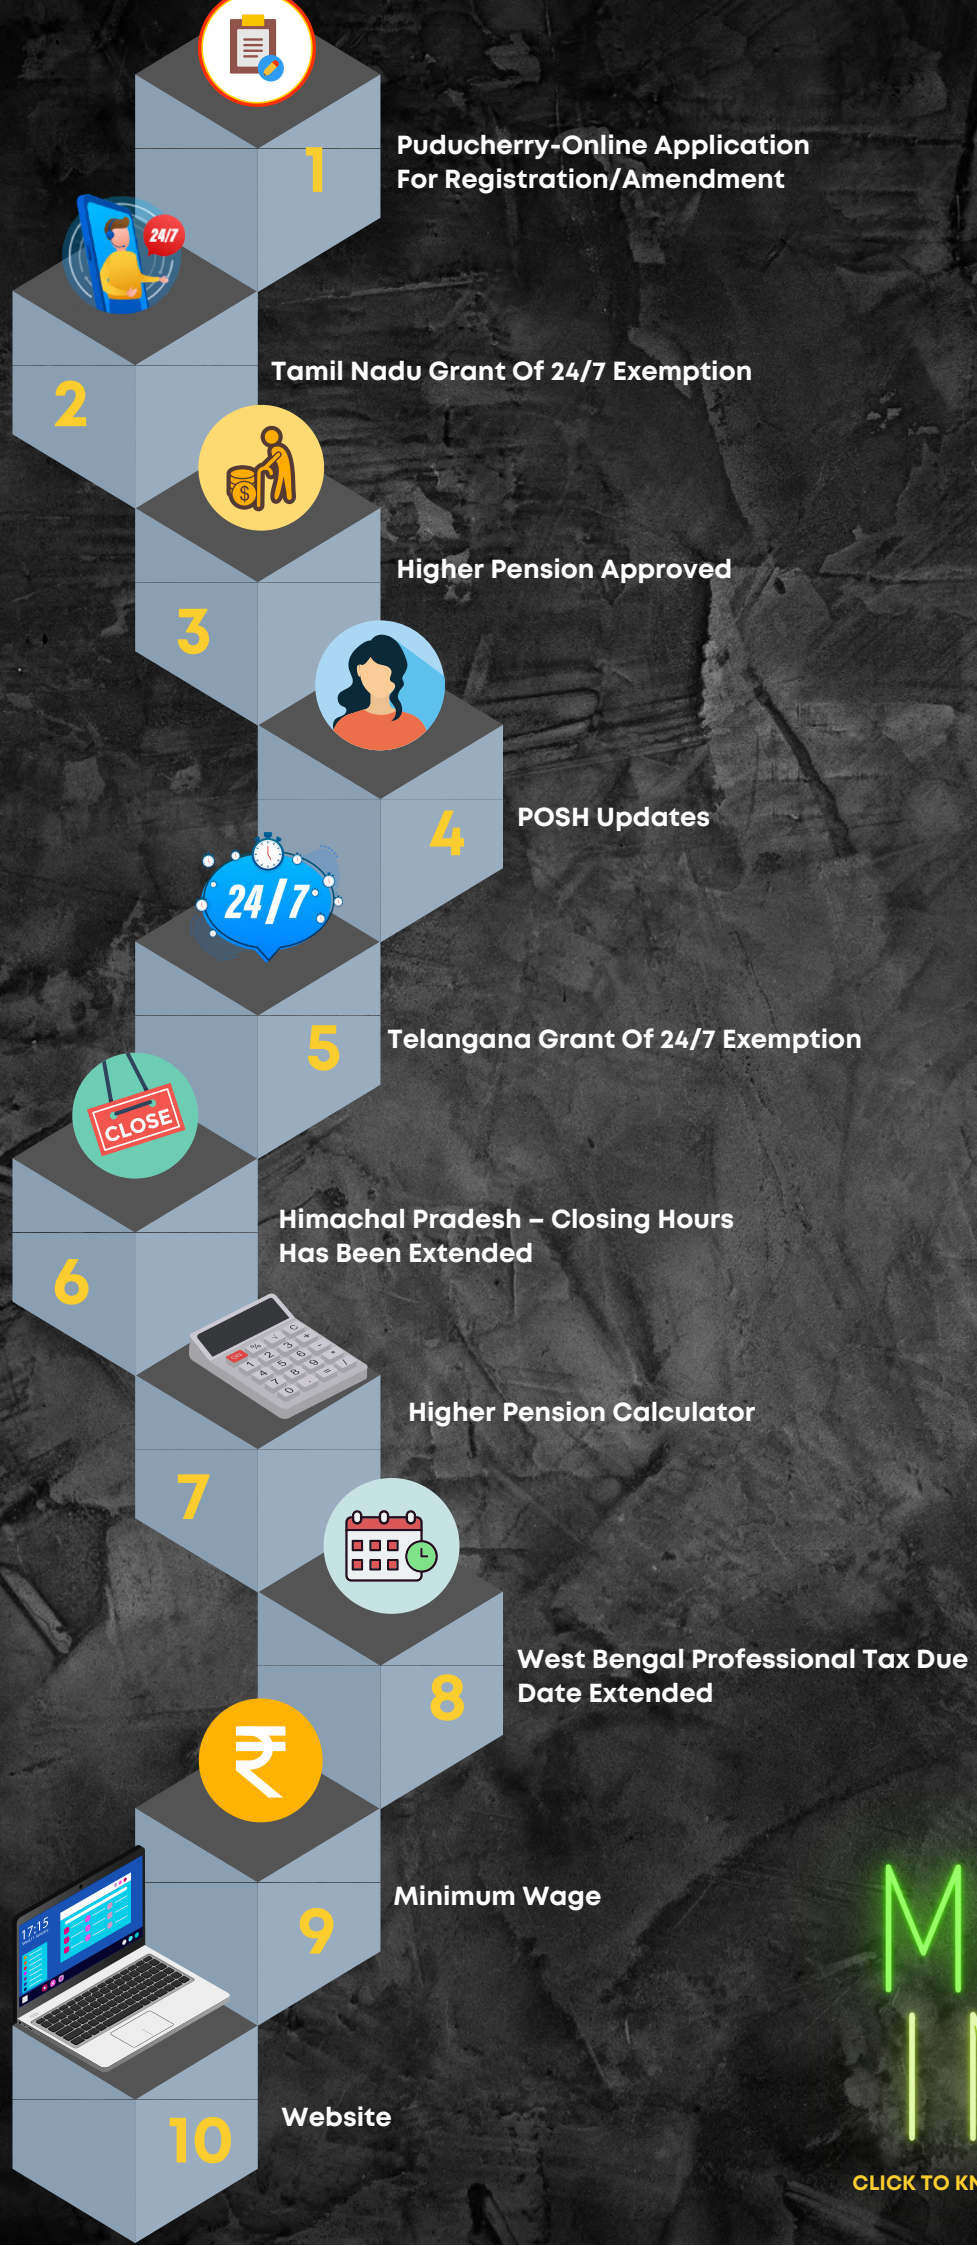 1
Puducherry-Online Application
For Registration/Amendment
24/7
2
Tamil Nadu Grant Of 24/7 Exemption
$
3
Higher Pension Approved
4
POSH Updates
24/7
5
Telangana Grant Of 24/7 Exemption
CLOSE
6
Himachal Pradesh – Closing Hours
Has Been Extended
7
Higher Pension Calculator
8
West Bengal Professional Tax Due
Date Extended
₹
9
Minimum Wage
17:15
10
Website
M
CLICK TO